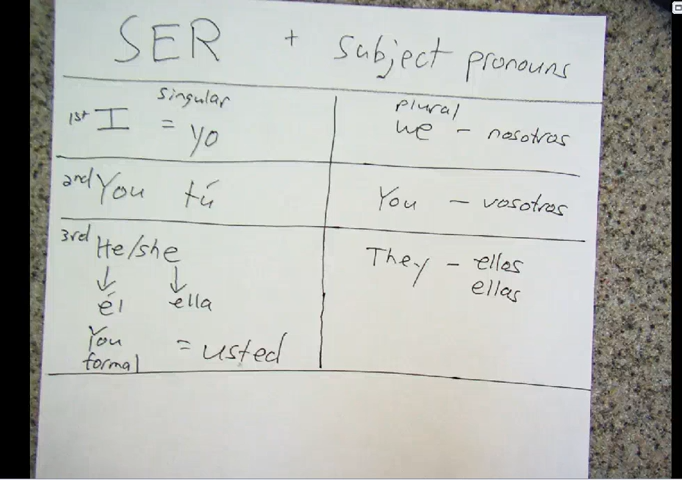 SER + subject pronouns
singular plural
1st I = yo we - nosotros
2nd You tú You - vosotros
3rd He/she They - ellos
ellas
él ella
You = usted
formal